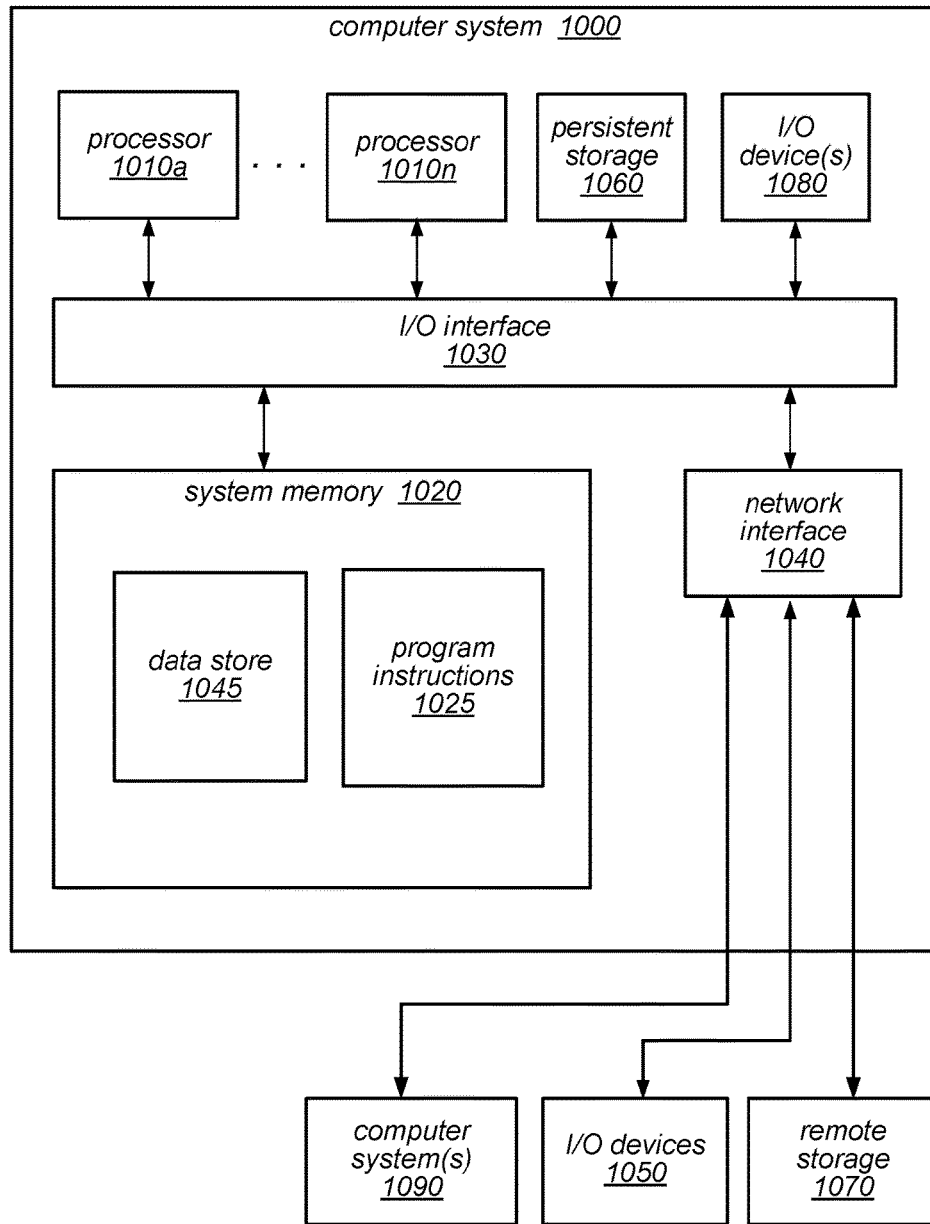 computer system 1000
processor
1010a
. . .
processor
1010n
persistent
storage
1060
I/O
device(s)
1080
I/O interface
1030
system memory 1020
data store
1045
program
instructions
1025
network
interface
1040
computer
system(s)
1090
I/O devices
1050
remote
storage
1070